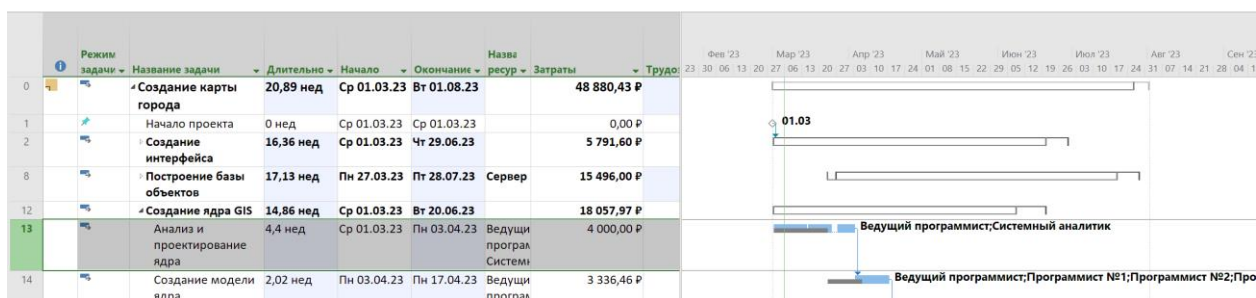 Фев '23 Мар '23 Апр '23 Май '23 Июн '23 Июл '23 Авг '23 Сен '23
Режим Назва
задачи Название задачи Длительно Начало Окончание ресур Затраты Трудо: 23 30 06 13 20 27 06 13 20 27 03 10 17 24 01 08 15 22 29 05 12 19 26 03 10 17 24 31 07 14 21 28 04
0 Создание карты 20,89 нед Ср 01.03.23 Вт 01.08.23 48 880,43 ₽
города
1 Начало проекта 0 нед Ср 01.03.23 Ср 01.03.23 0,00 ₽ 01.03
2 Создание 16,36 нед Ср 01.03.23 Чт 29.06.23 5 791,60 ₽
интерфейса
8 Построение базы 17,13 нед Пн 27.03.23 Пт 28.07.23 Сервер 15 496,00 ₽
объектов
12 Создание ядра GIS 14,86 нед Ср 01.03.23 Вт 20.06.23 18 057,97 ₽
13 Анализ и 4,4 нед Ср 01.03.23 Пн 03.04.23 Ведущи 4 000,00 ₽ Ведущий программист;Системный аналитик
проектирование програм
ядра Системн
14 Создание модели 2,02 нед Пн 03.04.23 Пн 17.04.23 Ведущи 3 336,46 ₽ Ведущий программист;Программист №1;Программист №2;Про